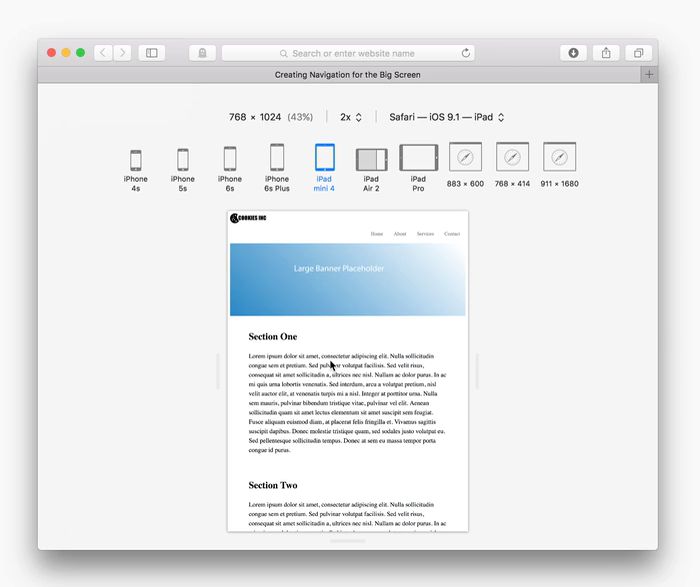 Search or enter website name
Creating Navigation for the Big Screen
768 × 1024 (43%) 2x Safari — iOS 9.1 — iPad
iPhone 4s
iPhone 5s
iPhone 6s
iPhone 6s Plus
iPad mini 4
iPad Air 2
iPad Pro
883 × 600
768 × 414
911 × 1680
COOKIES INC
Home About Services Contact
Large Banner Placeholder
Section One
Lorem ipsum dolor sit amet, consectetur adipiscing elit. Nulla sollicitudin
congue sem et pretium. Sed pulvinar volutpat facilisis. Sed velit risus,
consequat sit amet sollicitudin a, ultrices nec nisl. Nullam ac dolor purus. In ac
mi quis urna lobortis venenatis. Sed interdum, arcu a volutpat pretium, nisl
velit auctor elit, at venenatis turpis mi a nisl. Integer at porttitor urna. Nulla
sem mauris, pulvinar bibendum tristique vitae, pulvinar vel elit. Aenean
sollicitudin quam sit amet lectus elementum sit amet suscipit sem feugiat.
Fusce aliquam euismod diam, at placerat felis fringilla et. Vivamus sagittis
suscipit dapibus. Donec molestie tristique quam, sed sodales justo volutpat eu.
Sed pellentesque sollicitudin tempus. Donec at sem eu massa tempor porta
congue id purus.
Section Two
Lorem ipsum dolor sit amet, consectetur adipiscing elit. Nulla sollicitudin
congue sem et pretium. Sed pulvinar volutpat facilisis. Sed velit risus,
consequat sit amet sollicitudin a, ultrices nec nisl. Nullam ac dolor purus. In ac